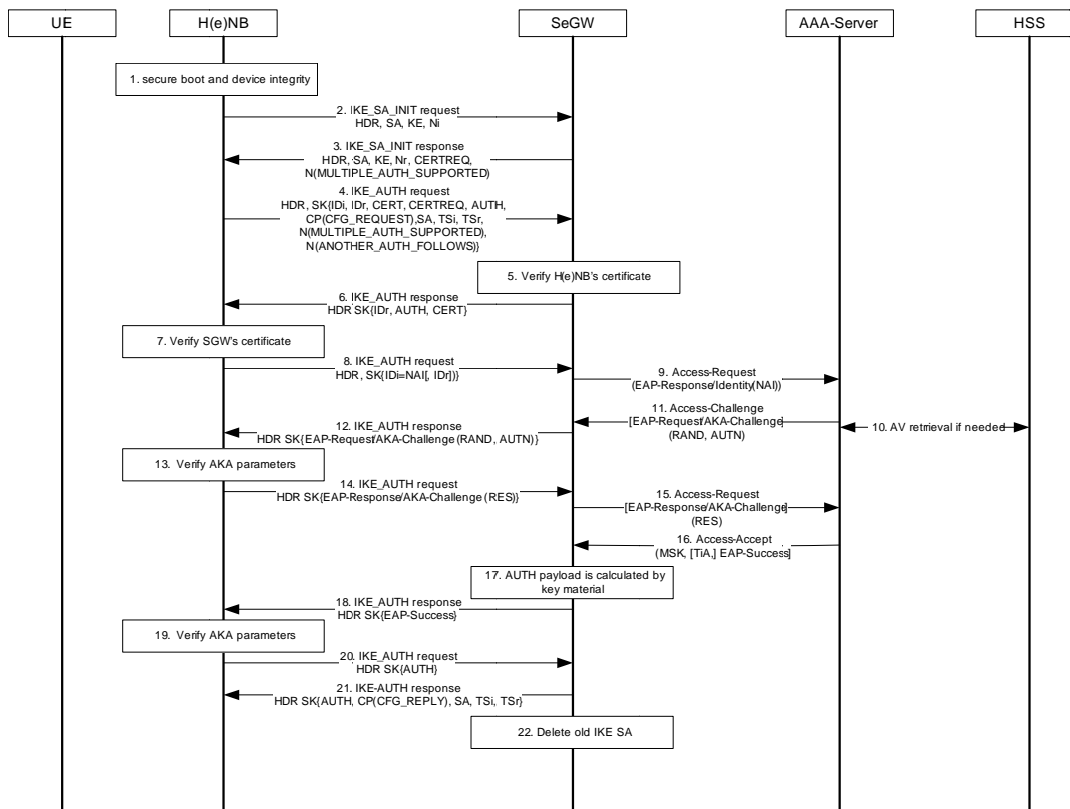 UE
H(e)NB
SeGW
AAA-Server
HSS
1. secure boot and device integrity
2. IKE_SA_INIT request
HDR, SA, KE, Ni
3. IKE_SA_INIT response
HDR, SA, KE, Nr, CERTREQ,
N(MULTIPLE_AUTH_SUPPORTED)
4. IKE_AUTH request
HDR, SK{IDi, IDr, CERT, CERTREQ, AUTH,
CP(CFG_REQUEST),SA, TSi, TSr,
N(MULTIPLE_AUTH_SUPPORTED),
N(ANOTHER_AUTH_FOLLOWS)}
5. Verify H(e)NB's certificate
6. IKE_AUTH response
HDR SK{IDr, AUTH, CERT}
7. Verify SGW's certificate
8. IKE_AUTH request
HDR, SK{IDi=NAI[, IDr])}
9. Access-Request
(EAP-Response/Identity(NAI))
10. AV retrieval if needed
11. Access-Challenge
[EAP-Request/AKA-Challenge]
(RAND, AUTN)
12. IKE_AUTH response
HDR SK{EAP-Request/AKA-Challenge (RAND, AUTN)}
13. Verify AKA parameters
14. IKE_AUTH request
HDR SK{EAP-Response/AKA-Challenge (RES)}
15. Access-Request
[EAP-Response/AKA-Challenge]
(RES)
16. Access-Accept
(MSK, [TiA,] EAP-Success]
17. AUTH payload is calculated by
key material
18. IKE_AUTH response
HDR SK{EAP-Success}
19. Verify AKA parameters
20. IKE_AUTH request
HDR SK{AUTH}
21. IKE-AUTH response
HDR SK{AUTH, CP(CFG_REPLY), SA, TSi, TSr}
22. Delete old IKE SA